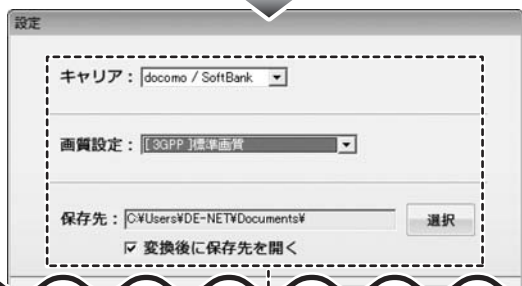 設定
キャリア： docomo / SoftBank
画質設定： [3GPP]標準画質
保存先： C:¥Users¥DE-NET¥Documents¥ 選択
変換後に保存先を開く